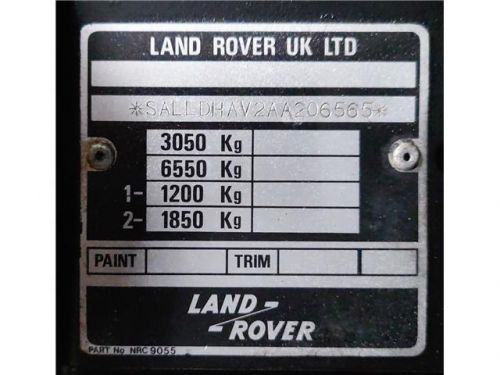 LAND ROVER UK LTD
*SALLDHAV2AA206565*
3050 Kg
6550 Kg
1- 1200 Kg
2- 1850 Kg
PAINT TRIM
LAND-
ROVER
PART No NRC 9055